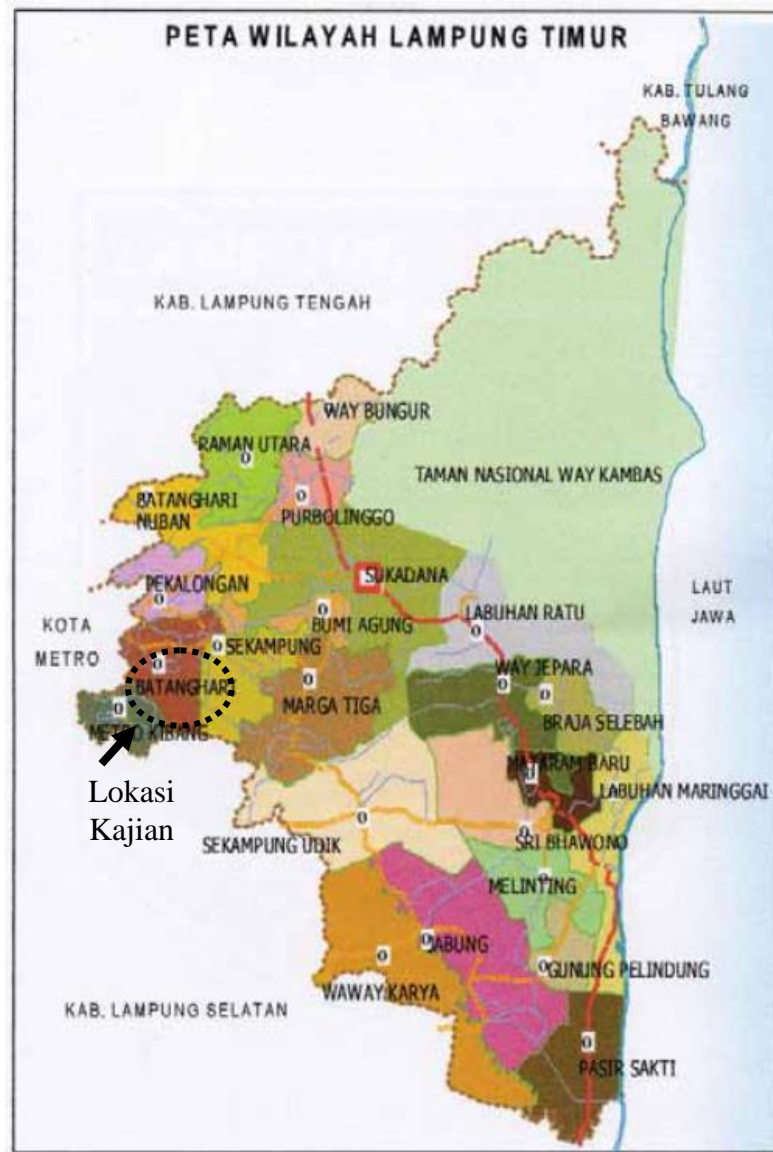 PETA WILAYAH LAMPUNG TIMUR
KAB. TULANG
BAWANG
KAB. LAMPUNG TENGAH
WAY BUNGUR
RAMAN UTARA
TAMAN NASIONAL WAY KAMBAS
BATANGHARI
NUBAN
PURBOLINGGO
SUKADANA
PEKALONGAN
LAUT
JAWA
LABUHAN RATU
BUMI AGUNG
KOTA
METRO
SEKAMPUNG
WAY JEPARA
BATANGHARI
MARGA TIGA
BRAJA SELEBAH
METRO KIBANG
MATARAM BARU
LABUHAN MARINGGAI
Lokasi
Kajian
SEKAMPUNG UDIK
SRI BHAWONO
MELINTING
JABUNG
GUNUNG PELINDUNG
WAWAY KARYA
KAB. LAMPUNG SELATAN
PASIR SAKTI